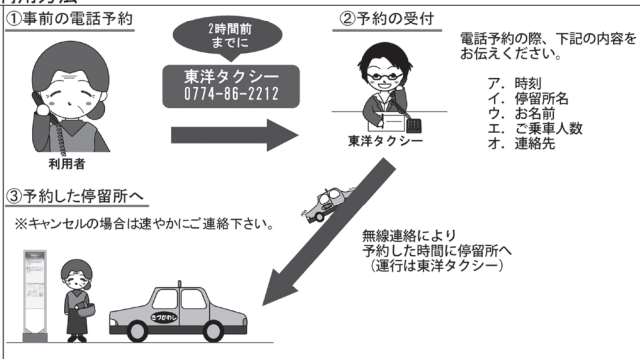 ①事前の電話予約
2時間前
までに
東洋タクシー
0774-86-2212
利用者
②予約の受付
東洋タクシー
電話予約の際、下記の内容を
お伝えください。
ア．時刻
イ．停留所名
ウ．お名前
エ．ご乗車人数
オ．連絡先
③予約した停留所へ
※キャンセルの場合は速やかにご連絡下さい。
きづがわし
無線連絡により
予約した時間に停留所へ
（運行は東洋タクシー）